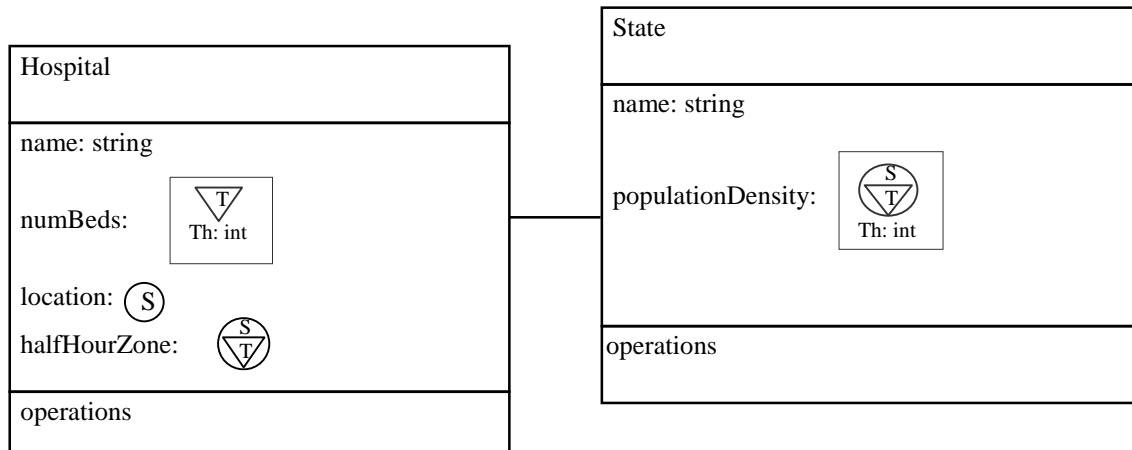 Hospital
name: string
numBeds:
T
Th: int
location: S
halfHourZone:
S
T
operations
State
name: string
populationDensity:
S
T
Th: int
operations